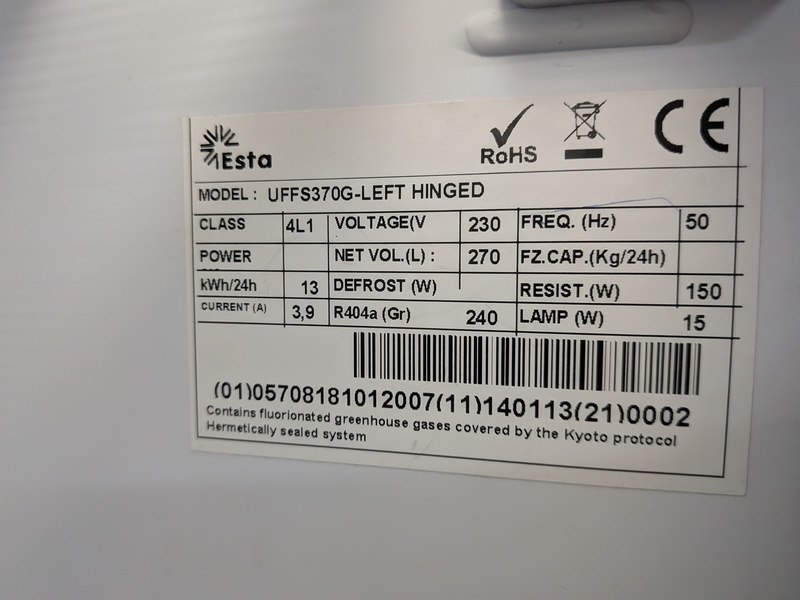 Esta
RoHS
CE
MODEL : UFFS370G-LEFT HINGED
CLASS 4L1 VOLTAGE(V 230 FREQ. (Hz) 50
POWER NET VOL.(L) : 270 FZ.CAP.(Kg/24h)
kWh/24h 13 DEFROST (W) RESIST.(W) 150
CURRENT (A) 3,9 R404a (Gr) 240 LAMP (W) 15
(01)05708181012007(11)140113(21)0002
Contains fluorionated greenhouse gases covered by the Kyoto protocol
Hermetically sealed system